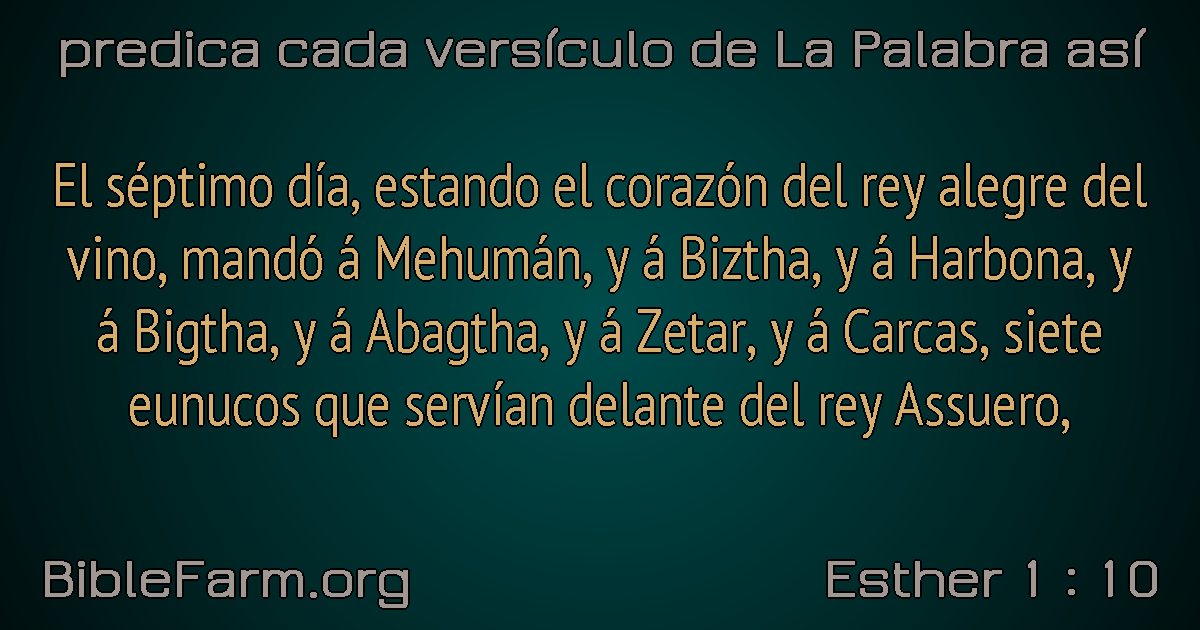 predica cada versículo de La Palabra así
El séptimo día, estando el corazón del rey alegre del
vino, mandó á Mehumán, y á Biztha, y á Harbona, y
á Bigtha, y á Abagtha, y á Zetar, y á Carcas, siete
eunucos que servían delante del rey Assuero,
BibleFarm.org
Esther 1 : 10